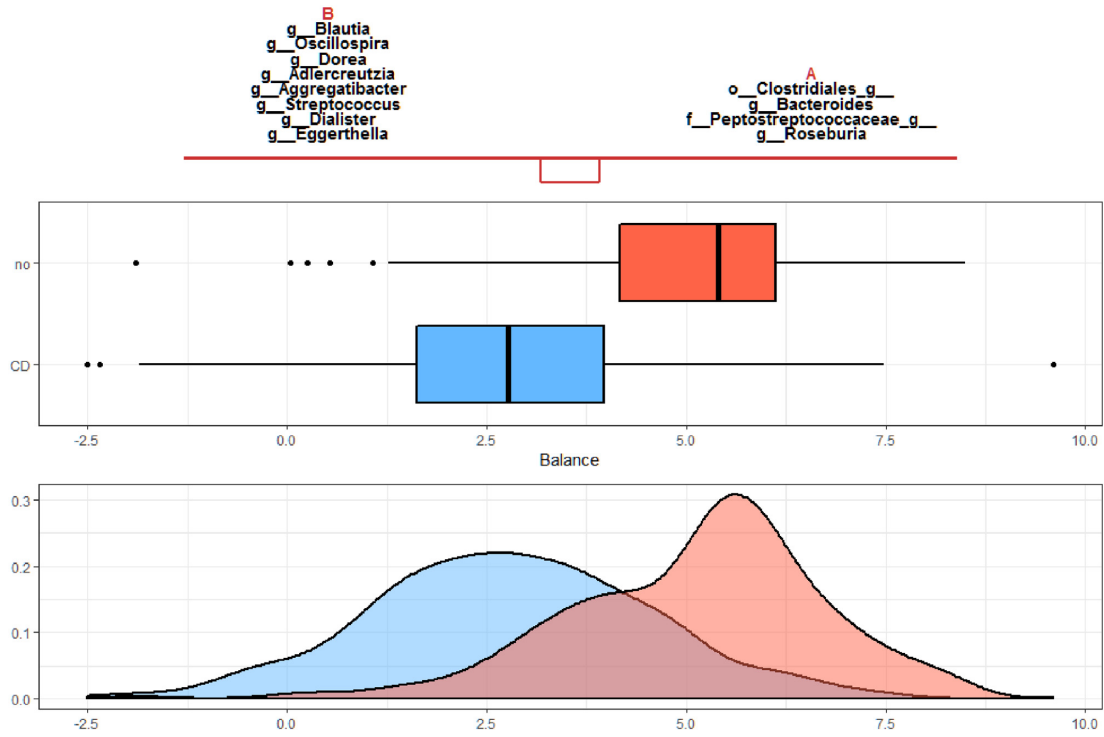 B
g__Blautia
g__Oscillospira
g__Dorea
g__Adlercreutzia
g__Aggregatibacter
g__Streptococcus
g__Dialister
g__Eggerthella
A
o__Clostridiales_g__
g__Bacteroides
f__Peptostreptococcaceae_g__
g__Roseburia
no
CD
-2.5 0.0 2.5 5.0 7.5 10.0
Balance
0.3
0.2
0.1
0.0
-2.5 0.0 2.5 5.0 7.5 10.0